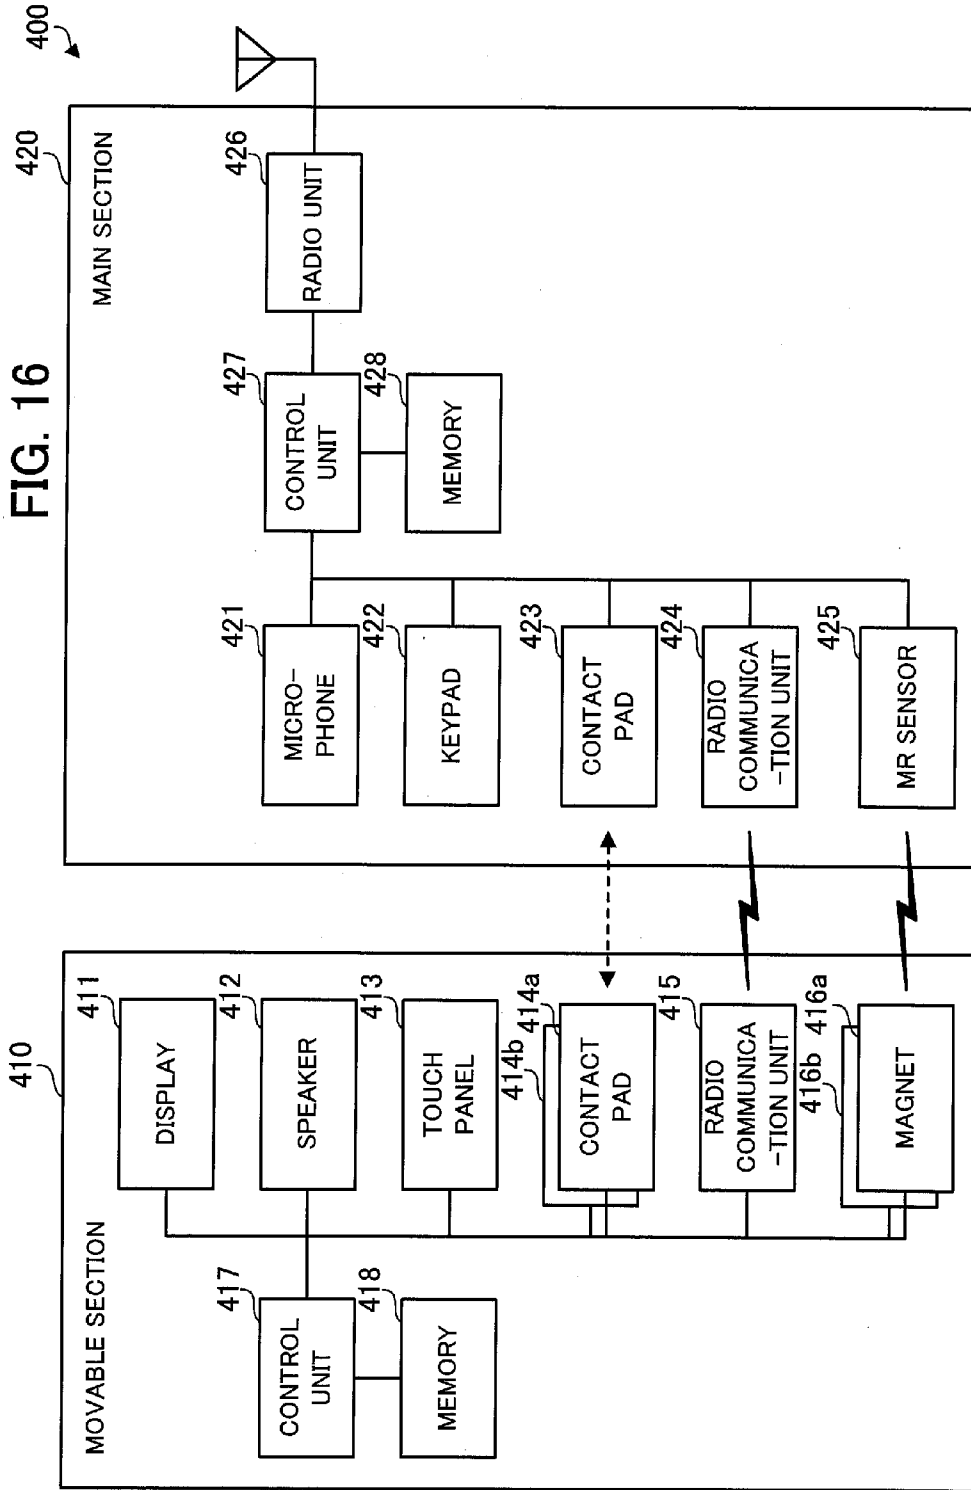 FIG. 16
400
410
MOVABLE SECTION
417
CONTROL
UNIT
418
MEMORY
411
DISPLAY
412
SPEAKER
413
TOUCH
PANEL
414b
414a
CONTACT
PAD
415
RADIO
COMMUNICA
-TION UNIT
416b
416a
MAGNET
420
MAIN SECTION
421
MICRO-
PHONE
422
KEYPAD
423
CONTACT
PAD
424
RADIO
COMMUNICA
-TION UNIT
425
MR SENSOR
427
CONTROL
UNIT
428
MEMORY
426
RADIO UNIT